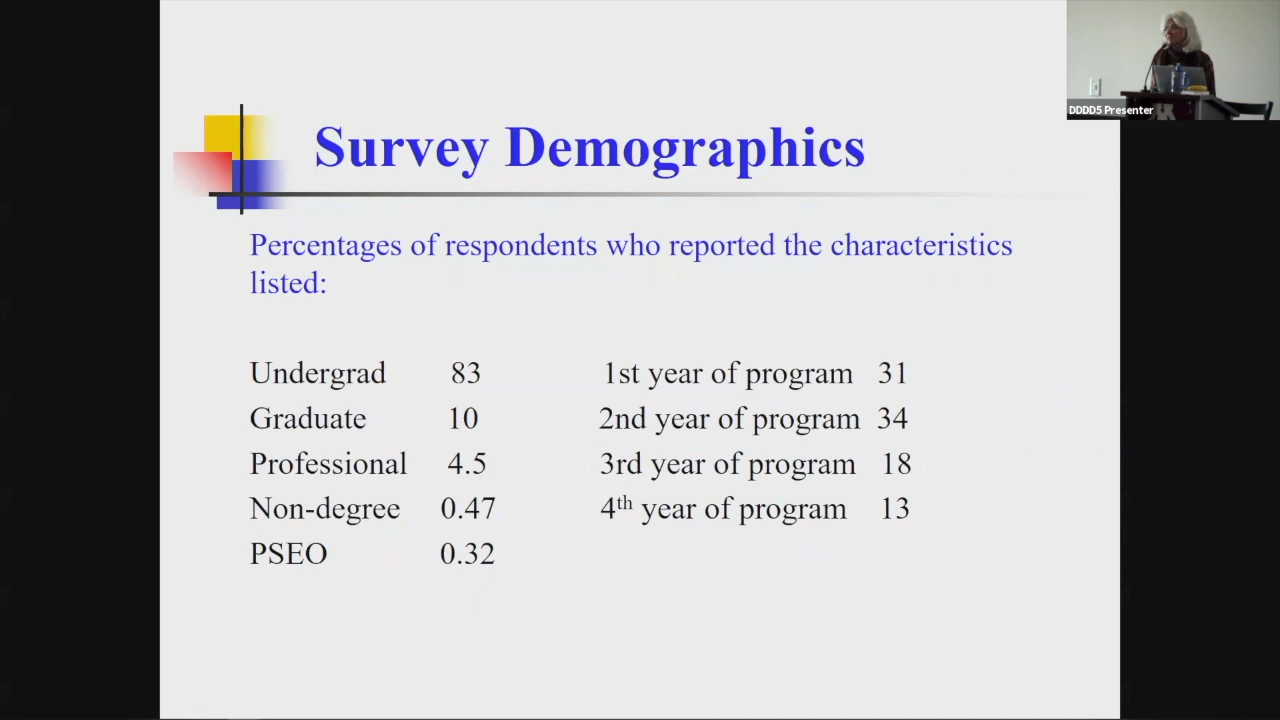 Survey Demographics
Percentages of respondents who reported the characteristics
listed:
Undergrad 83
Graduate 10
Professional 4.5
Non-degree 0.47
PSEO 0.32
1st year of program 31
2nd year of program 34
3rd year of program 18
4th year of program 13
DDDD5 Presenter